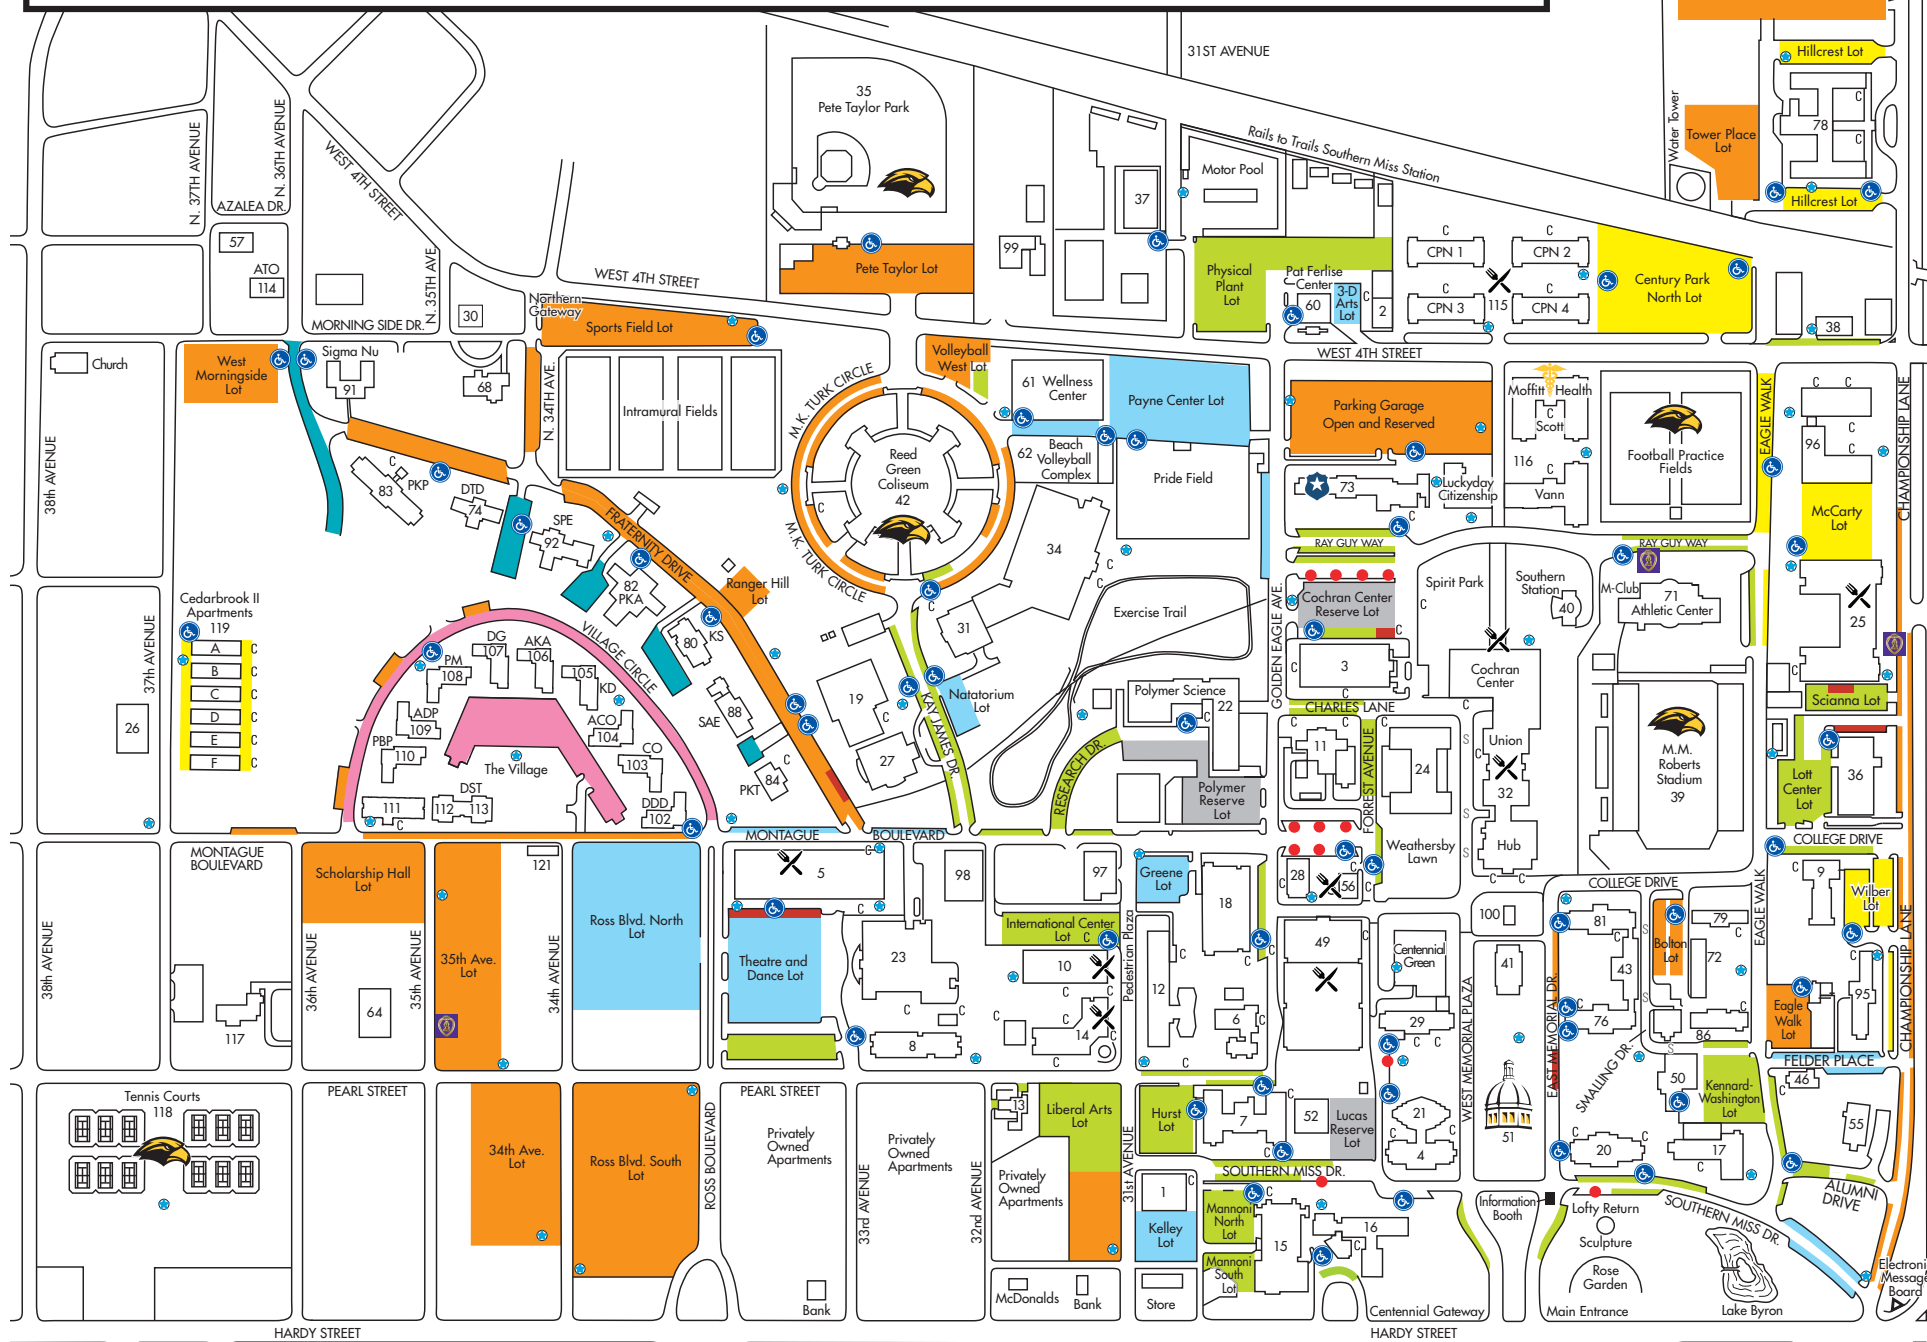 31ST AVENUE
Hillcrest Lot
35
Pete Taylor Park
C
78
C
Water Tower
Tower Place
Lot
Rails to Trails Southern Miss Station
N. 37TH AVENUE
N. 36TH AVENUE
AZALEA DR.
WEST 4TH STREET
Motor Pool
37
Hillcrest Lot
57
ATO
114
N. 35TH AVE.
MORNING SIDE DR.
30
Northern
Gateway
WEST 4TH STREET
Sports Field Lot
Pete Taylor Lot
99
Physical
Plant
Lot
Pat Ferlise
Center
60
3-D
Arts
Lot
C
2
C
CPN 1
C
CPN 2
CPN 3
C
115
CPN 4
C
Century Park
North Lot
38
Church
West
Morningside
Lot
Sigma Nu
91
68
N. 34TH AVE.
Intramural Fields
M.K. TURK CIRCLE
Volleyball
West Lot
61 Wellness
Center
Payne Center Lot
WEST 4TH STREET
Parking Garage
Open and Reserved
Moffitt Health
C
Scott
116
C
Vann
Football Practice
Fields
EAGLE WALK
C
C
C
96
C
CHAMPIONSHIP LANE
38th AVENUE
C
83
PKP
DTD
74
SPE
92
Reed
Green
Coliseum
42
C
62
Beach
Volleyball
Complex
Pride Field
73
C
Luckyday
Citizenship
McCarty
Lot
FRATERNITY DRIVE
M.K. TURK CIRCLE
34
C
C
RAY GUY WAY
RAY GUY WAY
82
PKA
Ranger Hill
Lot
Exercise Trail
GOLDEN EAGLE AVE.
Cochran Center
Reserve Lot
C
C
Spirit Park
Southern
Station
40
M-Club
71
Athletic Center
C
25
C
Cedarbrook II
Apartments
119
A
C
B
C
C
C
D
C
E
C
F
C
37th AVENUE
26
VILLAGE CIRCLE
80
KS
DG
107
AKA
106
PM
108
105
KD
ADP
109
ACO
104
PBP
110
CO
103
The Village
DST
111
C
112
113
DDD
102
SAE
88
C
PKT
84
C
31
19
C
27
KAY JAMES DR.
Natatorium
Lot
Polymer Science
22
C
3
C
Cochran
Center
C
Scianna Lot
CHARLES LANE
RESEARCH DR.
Polymer
Reserve
Lot
C
C
11
FORREST AVENUE
C
24
S
C
Union
32
S
M.M.
Roberts
Stadium
39
C
36
Lott
Center
Lot
MONTAGUE
BOULEVARD
Weathersby
Lawn
S
Hub
C
C
COLLEGE DRIVE
MONTAGUE
BOULEVARD
Scholarship Hall
Lot
121
35th Ave.
Lot
Ross Blvd. North
Lot
5
C
C
98
97
C
Greene
Lot
18
C
C
28
56
C
COLLEGE DRIVE
9
C
Wilber
Lot
38th AVENUE
36th AVENUE
35th AVENUE
34th AVENUE
64
117
Theatre and
Dance Lot
23
C
C
International Center
Lot
C
10
C
C
Pedestrian Plaza
12
C
C
49
C
C
Centennial
Green
C
100
41
81
C
S
Bolton
Lot
79
C
EAGLE WALK
72
43
C
S
C
76
86
Eagle
Walk
Lot
95
C
C
8
C
14
C
C
6
C
C
29
C
C
WEST MEMORIAL PLAZA
EAST MEMORIAL DR.
SMALLING DR.
S
FELDER PLACE
CHAMPIONSHIP LANE
Tennis Courts
118
PEARL STREET
PEARL STREET
34th Ave.
Lot
Ross Blvd. South
Lot
ROSS BOULEVARD
Privately
Owned
Apartments
Privately
Owned
Apartments
33rd AVENUE
32nd AVENUE
13
Liberal Arts
Lot
Privately
Owned
Apartments
31st AVENUE
Hurst
Lot
7
C
52
Lucas
Reserve
Lot
C
21
C
C
4
C
51
50
C
Kennard-
Washington
Lot
46
C
55
20
17
C
C
SOUTHERN MISS DR.
1
C
Kelley
Lot
Mannoni
North
Lot
C
15
C
16
C
C
Mannoni
South
Lot
Information
Booth
Lofty Return
Sculpture
Rose
Garden
SOUTHERN MISS DR.
ALUMNI
DRIVE
Bank
McDonalds
Bank
Store
Centennial Gateway
Main Entrance
Lake Byron
Message
Board
HARDY STREET
HARDY STREET